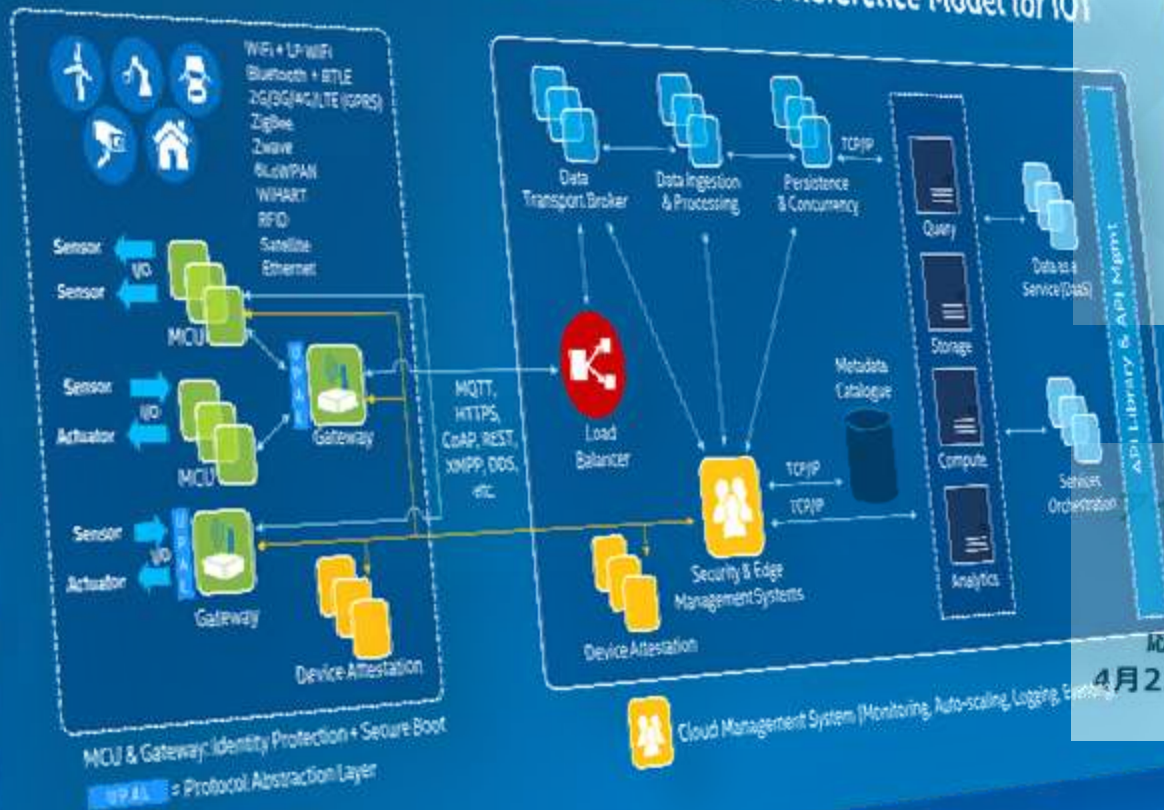 Reference Model for IOT
WiFi + LP WiFi
Bluetooth + BTLE
2G/3G/4G/LTE (GPRS)
ZigBee
Zwave
6LoWPAN
WiHART
RFID
Satellite
Ethernet
Sensor
I/O
Sensor
MCU
UPAL
Gateway
Sensor
I/O
Actuator
MCU
Sensor
I/O
Actuator
UPAL
Gateway
Device Attestation
MQTT,
HTTPS,
CoAP, REST,
XMPP, DDS,
etc.
Data
Transport Broker
Data Ingestion
& Processing
Persistence
& Concurrency
TCP/IP
Load
Balancer
Metadata
Catalogue
TCP/IP
TCP/IP
Security & Edge
Management Systems
Device Attestation
Query
Storage
Compute
Analytics
Data as a
Service (DaaS)
Services
Orchestration
API Library & API Mgmt
4月2
Cloud Management System (Monitoring, Auto-scaling, Logging, Eventing)
MCU & Gateway: Identity Protection + Secure Boot
UPAL = Protocol Abstraction Layer